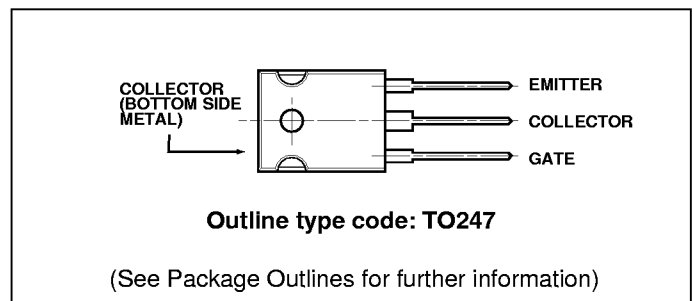 COLLECTOR
(BOTTOM SIDE
METAL)
EMITTER
COLLECTOR
GATE
Outline type code: TO247
(See Package Outlines for further information)